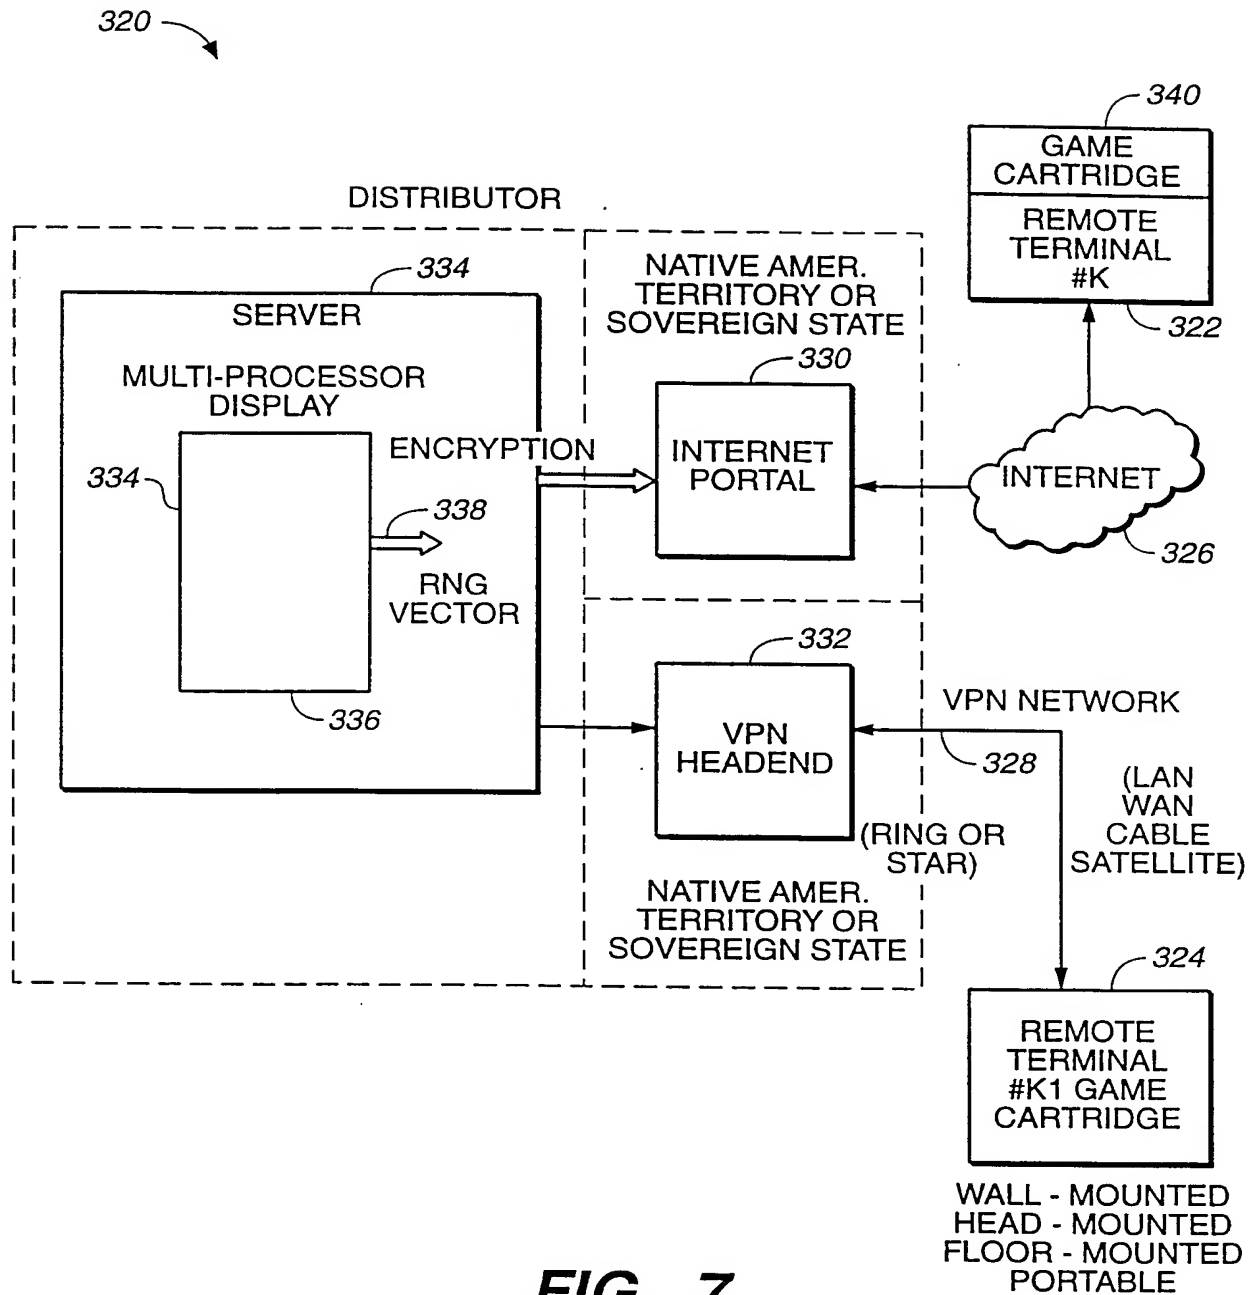 320
340
GAME
CARTRIDGE
REMOTE
TERMINAL
#K
322
DISTRIBUTOR
334
SERVER
MULTI-PROCESSOR
DISPLAY
334
336
338
RNG
VECTOR
ENCRYPTION
NATIVE AMER.
TERRITORY OR
SOVEREIGN STATE
330
INTERNET
PORTAL
INTERNET
326
332
VPN
HEADEND
(RING OR
STAR)
NATIVE AMER.
TERRITORY OR
SOVEREIGN STATE
VPN NETWORK
328
(LAN
WAN
CABLE
SATELLITE)
324
REMOTE
TERMINAL
#K1 GAME
CARTRIDGE
WALL - MOUNTED
HEAD - MOUNTED
FLOOR - MOUNTED
PORTABLE
FIG._7